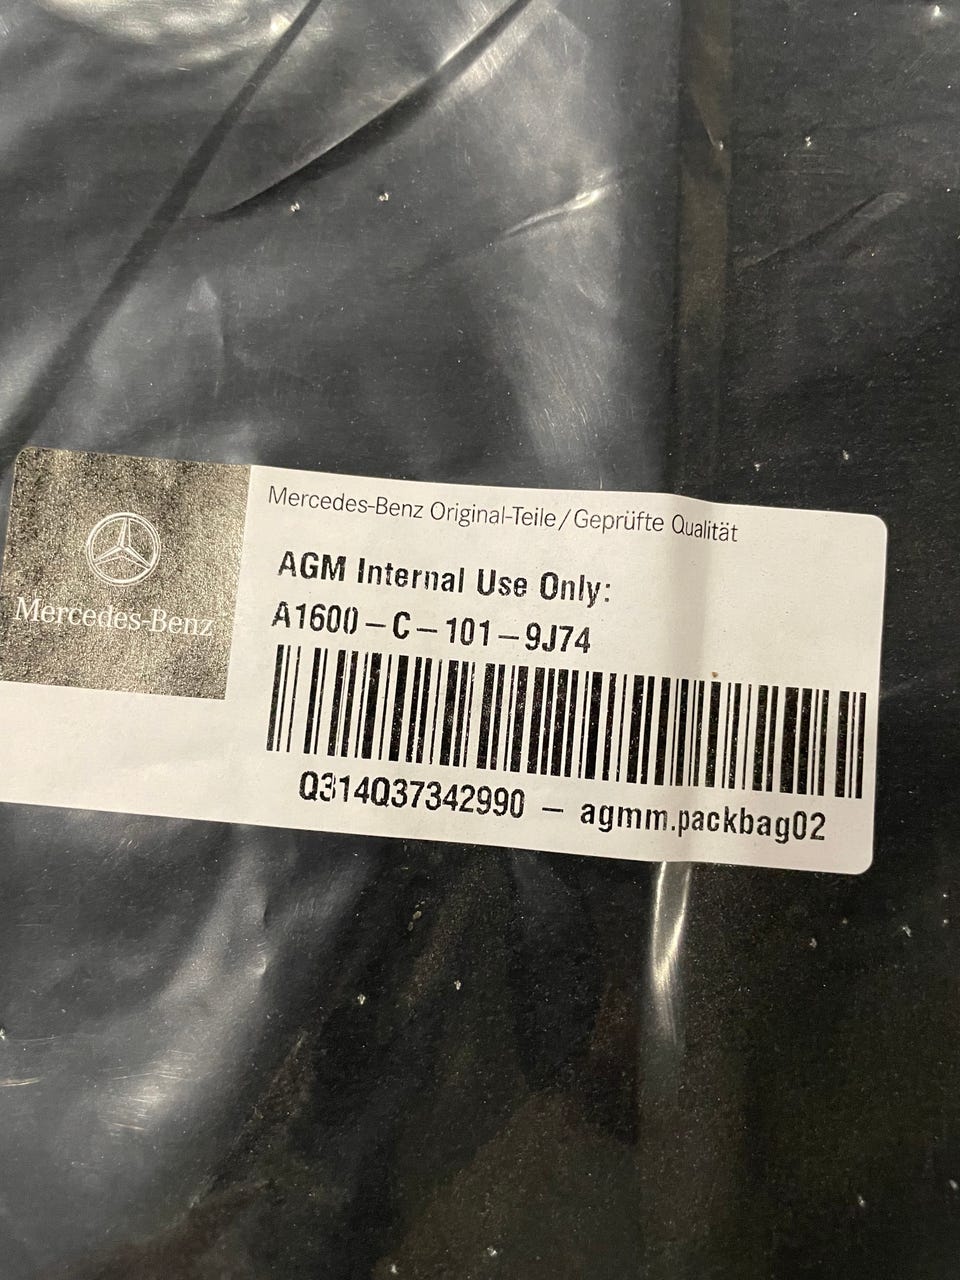 Mercedes-Benz
Mercedes-Benz Original-Teile/Geprüfte Qualität
AGM Internal Use Only:
A1600-C-101-9J74
Q314Q37342990 - agmm.packbag02